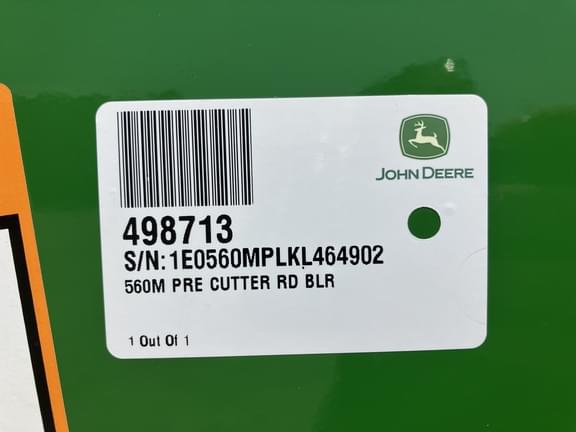 JOHN DEERE
498713
S/N:1E0560MPLKL464902
560M PRE CUTTER RD BLR
1 Out Of 1